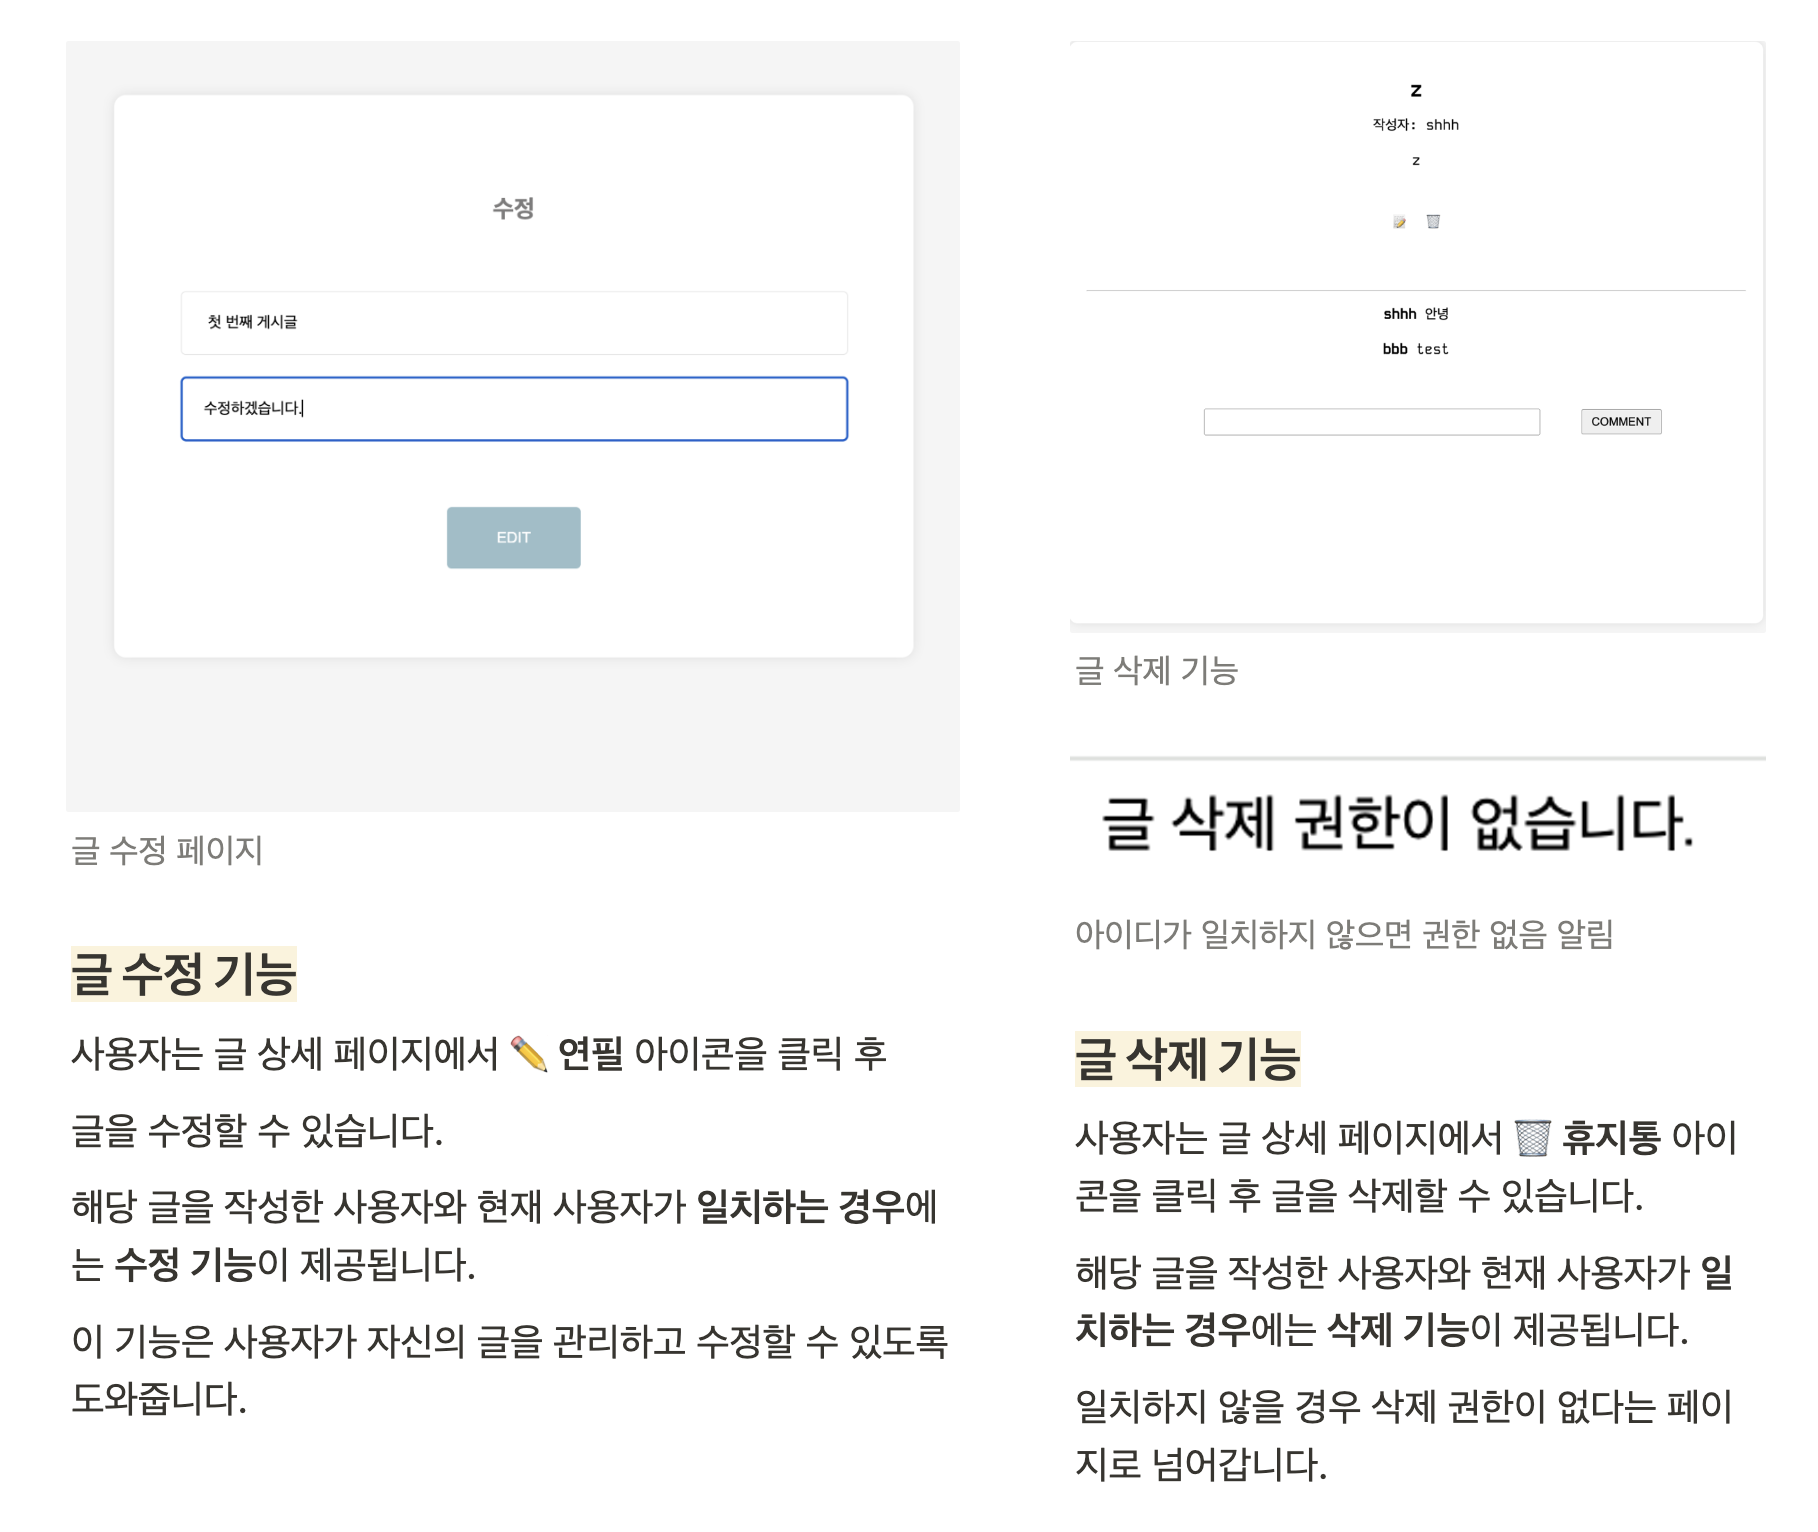 수정
첫 번째 게시글
수정하겠습니다.
EDIT
글 수정 페이지
글 수정 기능
사용자는 글 상세 페이지에서 ✏️ 연필 아이콘을 클릭 후
글을 수정할 수 있습니다.
해당 글을 작성한 사용자와 현재 사용자가 일치하는 경우에
는 수정 기능이 제공됩니다.
이 기능은 사용자가 자신의 글을 관리하고 수정할 수 있도록
도와줍니다.
z
작성자: shhh
z
📝 🗑️
shhh 안녕
bbb test
COMMENT
글 삭제 기능
글 삭제 권한이 없습니다.
아이디가 일치하지 않으면 권한 없음 알림
글 삭제 기능
사용자는 글 상세 페이지에서 🗑️ 휴지통 아이
콘을 클릭 후 글을 삭제할 수 있습니다.
해당 글을 작성한 사용자와 현재 사용자가 일
치하는 경우에는 삭제 기능이 제공됩니다.
일치하지 않을 경우 삭제 권한이 없다는 페이
지로 넘어갑니다.